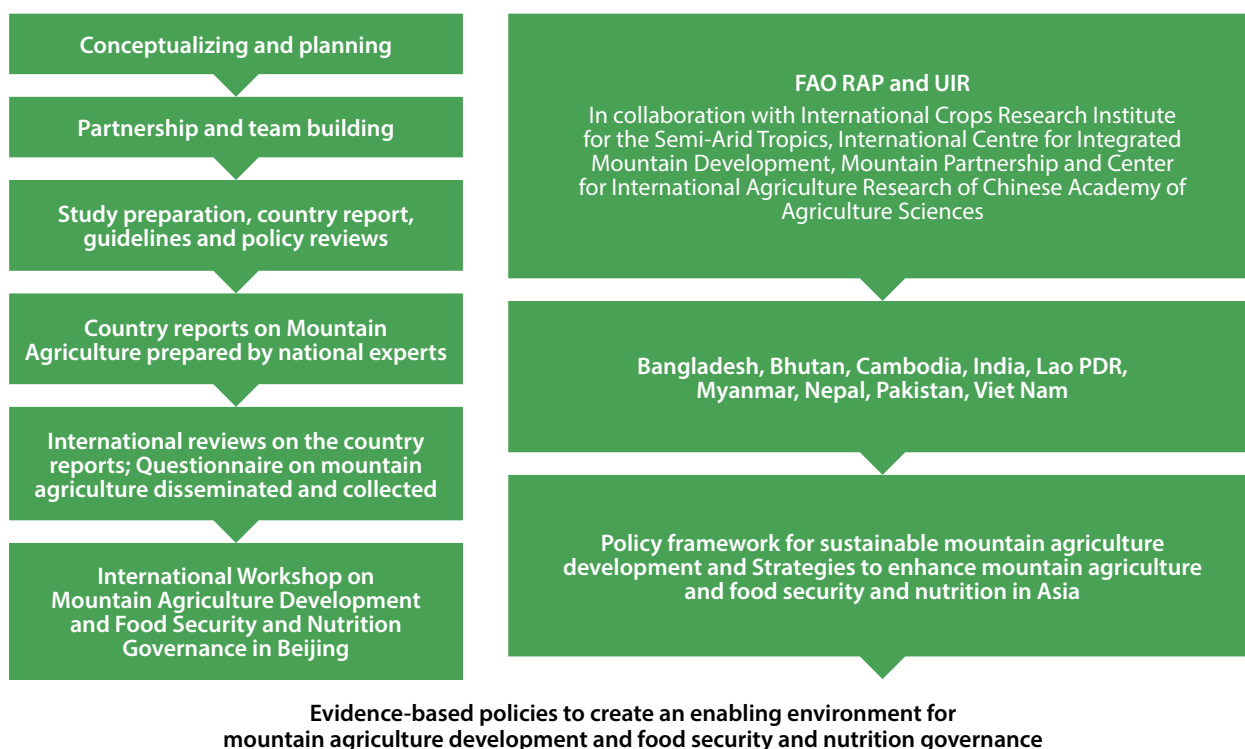 Conceptualizing and planning
Partnership and team building
Study preparation, country report,
guidelines and policy reviews
Country reports on Mountain
Agriculture prepared by national experts
International reviews on the country
reports; Questionnaire on mountain
agriculture disseminated and collected
International Workshop on
Mountain Agriculture Development
and Food Security and Nutrition
Governance in Beijing
FAO RAP and UIR
In collaboration with International Crops Research Institute
for the Semi-Arid Tropics, International Centre for Integrated
Mountain Development, Mountain Partnership and Center
for International Agriculture Research of Chinese Academy of
Agriculture Sciences
Bangladesh, Bhutan, Cambodia, India, Lao PDR,
Myanmar, Nepal, Pakistan, Viet Nam
Policy framework for sustainable mountain agriculture
development and Strategies to enhance mountain agriculture
and food security and nutrition in Asia
Evidence-based policies to create an enabling environment for
mountain agriculture development and food security and nutrition governance